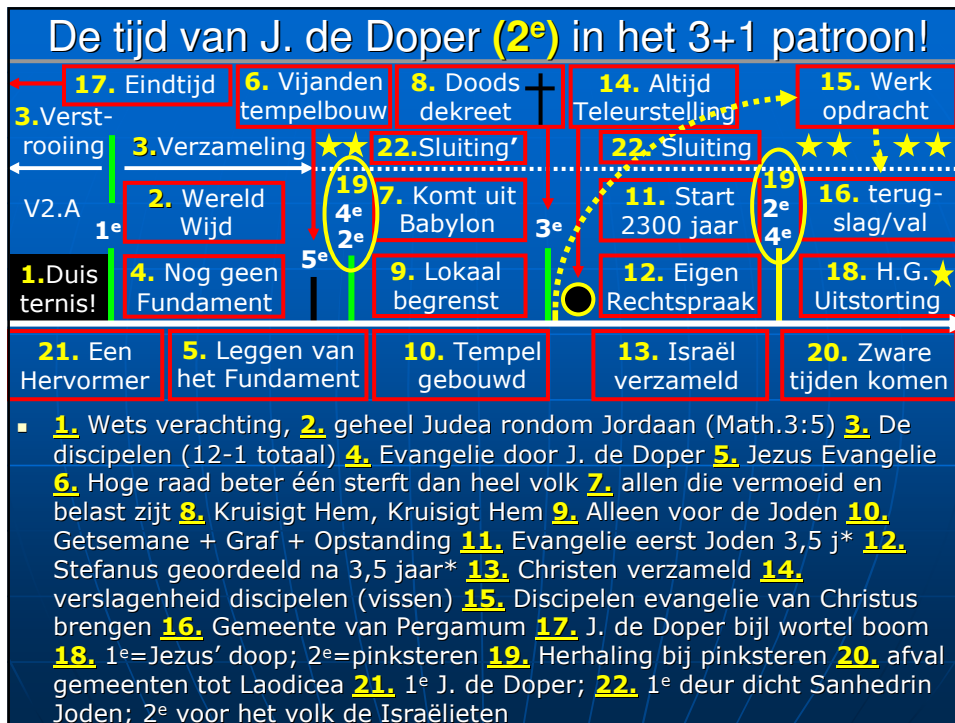 De tijd van J. de Doper (2e) in het 3+1 patroon!
17. Eindtijd
6. Vijanden
tempelbouw
8. Doods
dekreet
14. Altijd
Teleurstelling
15. Werk
opdracht
3.Verst-
rooiing
3.Verzameling
22.Sluiting’
22. Sluiting
V2.A
1e
2. Wereld
Wijd
5e
19
4e
2e
7. Komt uit
Babylon
3e
11. Start
2300 jaar
19
2e
4e
16. terug-
slag/val
1.Duis
ternis!
4. Nog geen
Fundament
9. Lokaal
begrenst
12. Eigen
Rechtspraak
18. H.G.
Uitstorting
21. Een
Hervormer
5. Leggen van
het Fundament
10. Tempel
gebouwd
13. Israël
verzameld
20. Zware
tijden komen
1. Wets verachting, 2. geheel Judea rondom Jordaan (Math.3:5) 3. De
discipelen (12-1 totaal) 4. Evangelie door J. de Doper 5. Jezus Evangelie
6. Hoge raad beter één sterft dan heel volk 7. allen die vermoeid en
belast zijt 8. Kruisigt Hem, Kruisigt Hem 9. Alleen voor de Joden 10.
Getsemane + Graf + Opstanding 11. Evangelie eerst Joden 3,5 j* 12.
Stefanus geoordeeld na 3,5 jaar* 13. Christen verzameld 14.
verslagenheid discipelen (vissen) 15. Discipelen evangelie van Christus
brengen 16. Gemeente van Pergamum 17. J. de Doper bijl wortel boom
18. 1e=Jezus’ doop; 2e=pinksteren 19. Herhaling bij pinksteren 20. afval
gemeenten tot Laodicea 21. 1e J. de Doper; 22. 1e deur dicht Sanhedrin
Joden; 2e voor het volk de Israëlieten